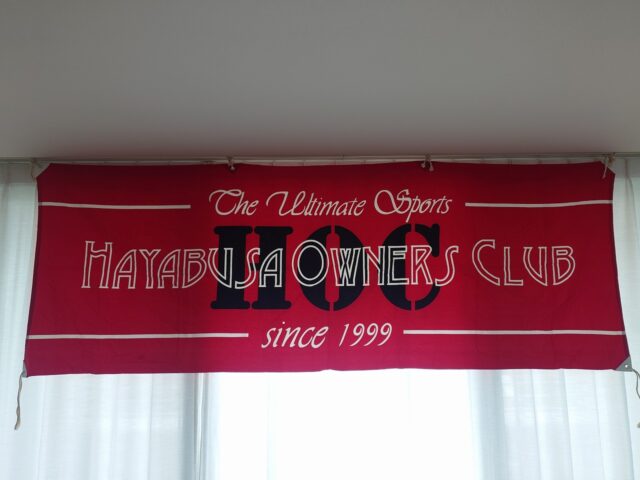 The Ultimate Sports
HOC
HAYABUSA OWNERS CLUB
since 1999